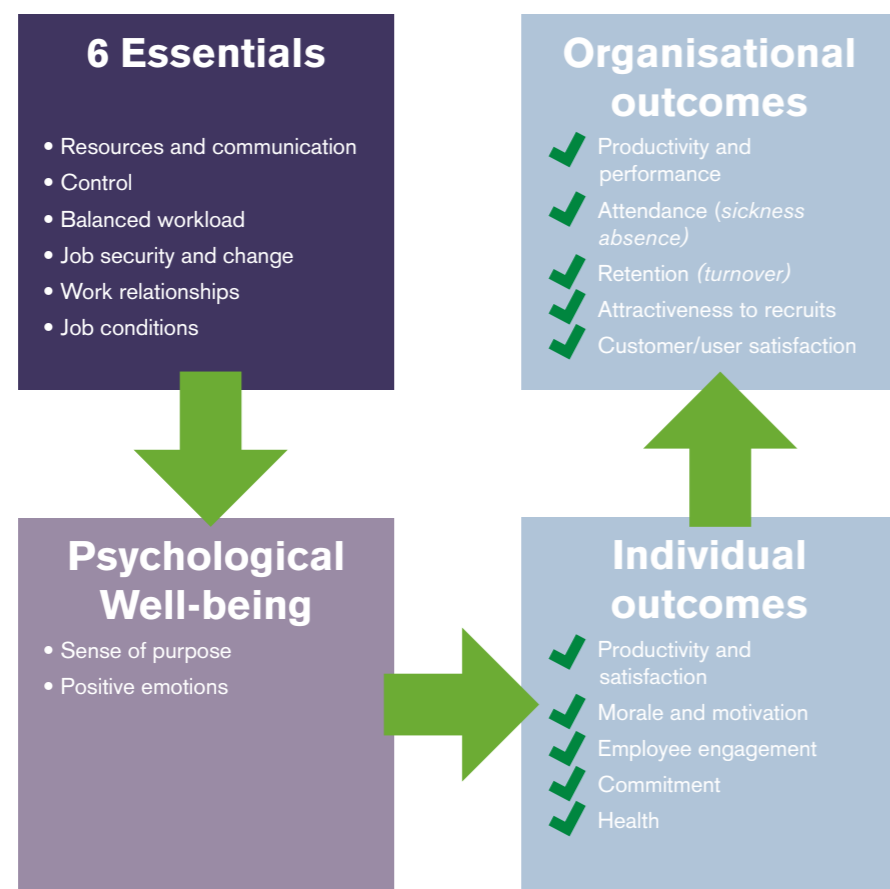 6 Essentials
• Resources and communication
• Control
• Balanced workload
• Job security and change
• Work relationships
• Job conditions
Psychological
Well-being
• Sense of purpose
• Positive emotions
Individual
outcomes
Productivity and
satisfaction
Morale and motivation
Employee engagement
Commitment
Health
Organisational
outcomes
Productivity and
performance
Attendance (sickness
absence)
Retention (turnover)
Attractiveness to recruits
Customer/user satisfaction